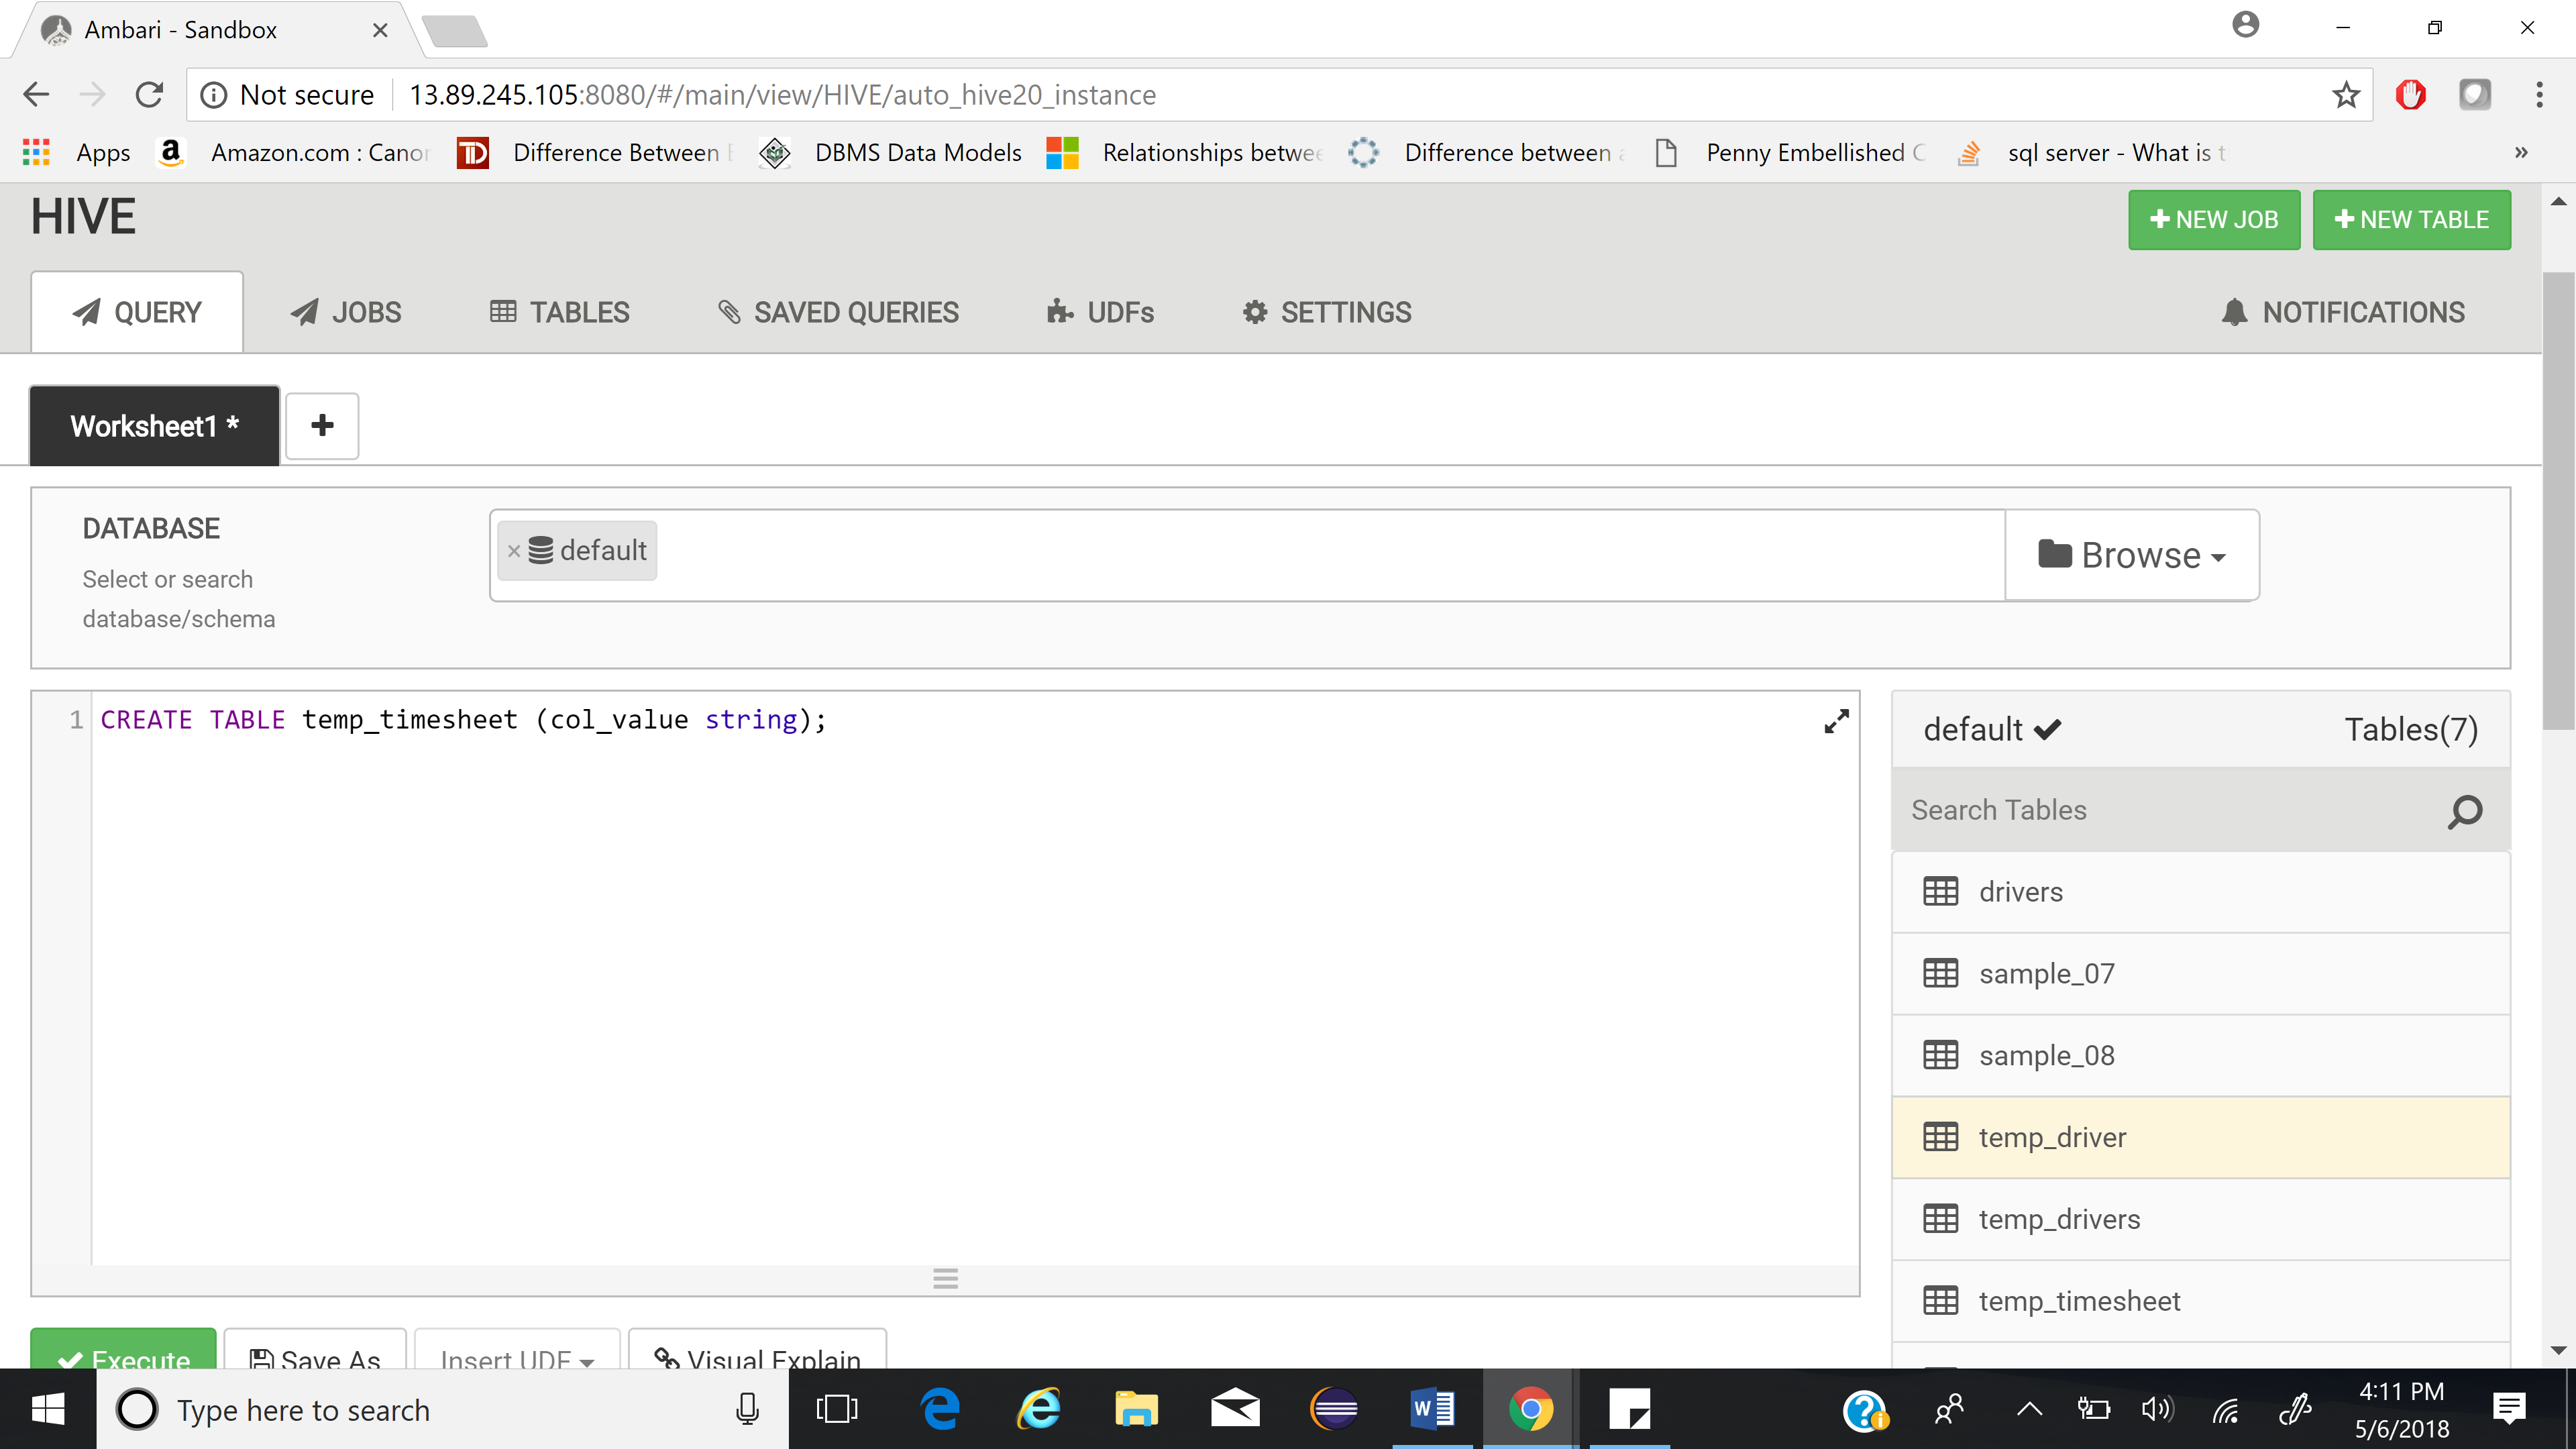 Ambari - Sandbox
Not secure 13.89.245.105:8080/#/main/view/HIVE/auto_hive20_instance
Apps Amazon.com : Canon Difference Between DBMS Data Models Relationships betwee Difference between Penny Embellished sql server - What is t »
HIVE
NEW JOB NEW TABLE
QUERY JOBS TABLES SAVED QUERIES UDFs SETTINGS NOTIFICATIONS
Worksheet1 * +
DATABASE
Select or search
database/schema
× default
Browse
1 CREATE TABLE temp_timesheet (col_value string);
default Tables(7)
Search Tables
drivers
sample_07
sample_08
temp_driver
temp_drivers
temp_timesheet
Execute Save As Insert UDF Visual Explain
Type here to search
4:11 PM
5/6/2018